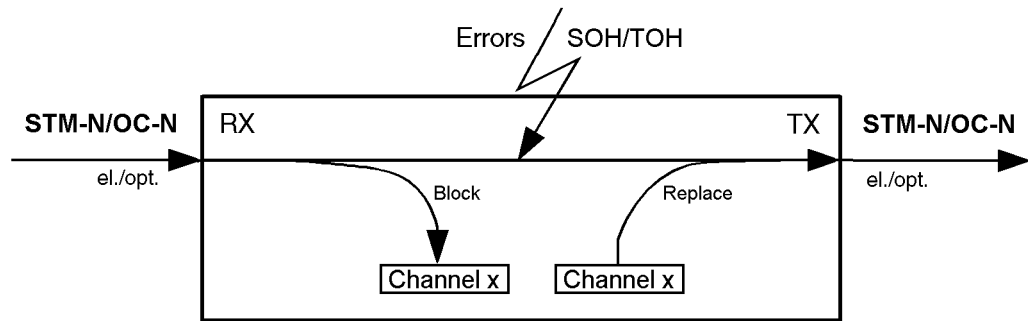 Errors SOH/TOH
STM-N/OC-N RX TX STM-N/OC-N
el./opt. el./opt.
Block Replace
Channel x Channel x